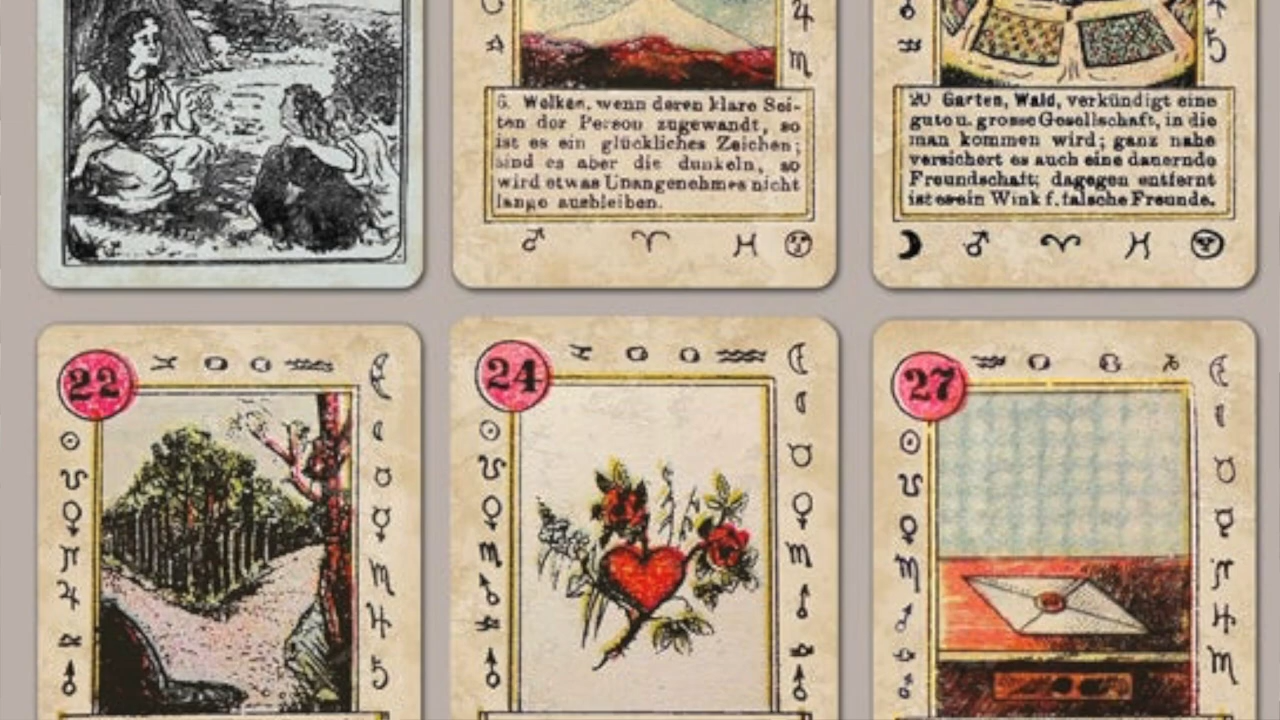 6. Wolken, wenn deren klare Sei-
ten der Person zugewandt, so
ist es ein glückliches Zeichen;
sind es aber die dunkeln, so
wird etwas Unangenehmes nicht
lange ausbleiben.
20 Garten, Wald, verkündigt eine
gute u. grosse Gesellschaft, in die
man kommen wird; ganz nahe
versichert es auch eine dauernde
Freundschaft; dagegen entfernt
ist es ein Wink f. falsche Freunde.
22
24
27